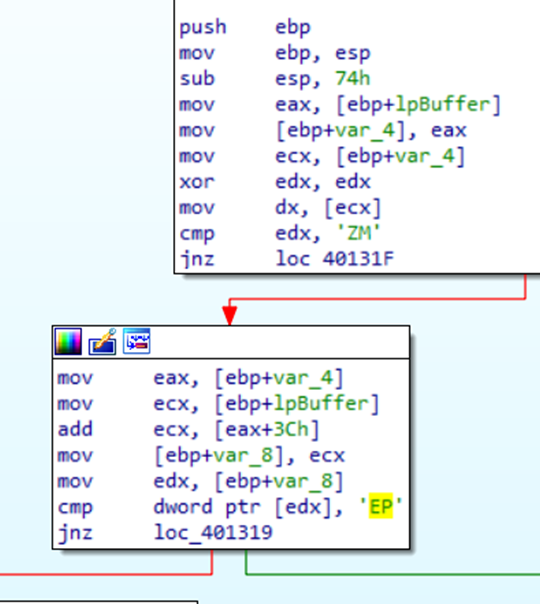 push ebp
mov ebp, esp
sub esp, 74h
mov eax, [ebp+lpBuffer]
mov [ebp+var_4], eax
mov ecx, [ebp+var_4]
xor edx, edx
mov dx, [ecx]
cmp edx, 'ZM'
jnz loc 40131F
mov eax, [ebp+var_4]
mov ecx, [ebp+lpBuffer]
add ecx, [eax+3Ch]
mov [ebp+var_8], ecx
mov edx, [ebp+var_8]
cmp dword ptr [edx], 'EP'
jnz loc_401319